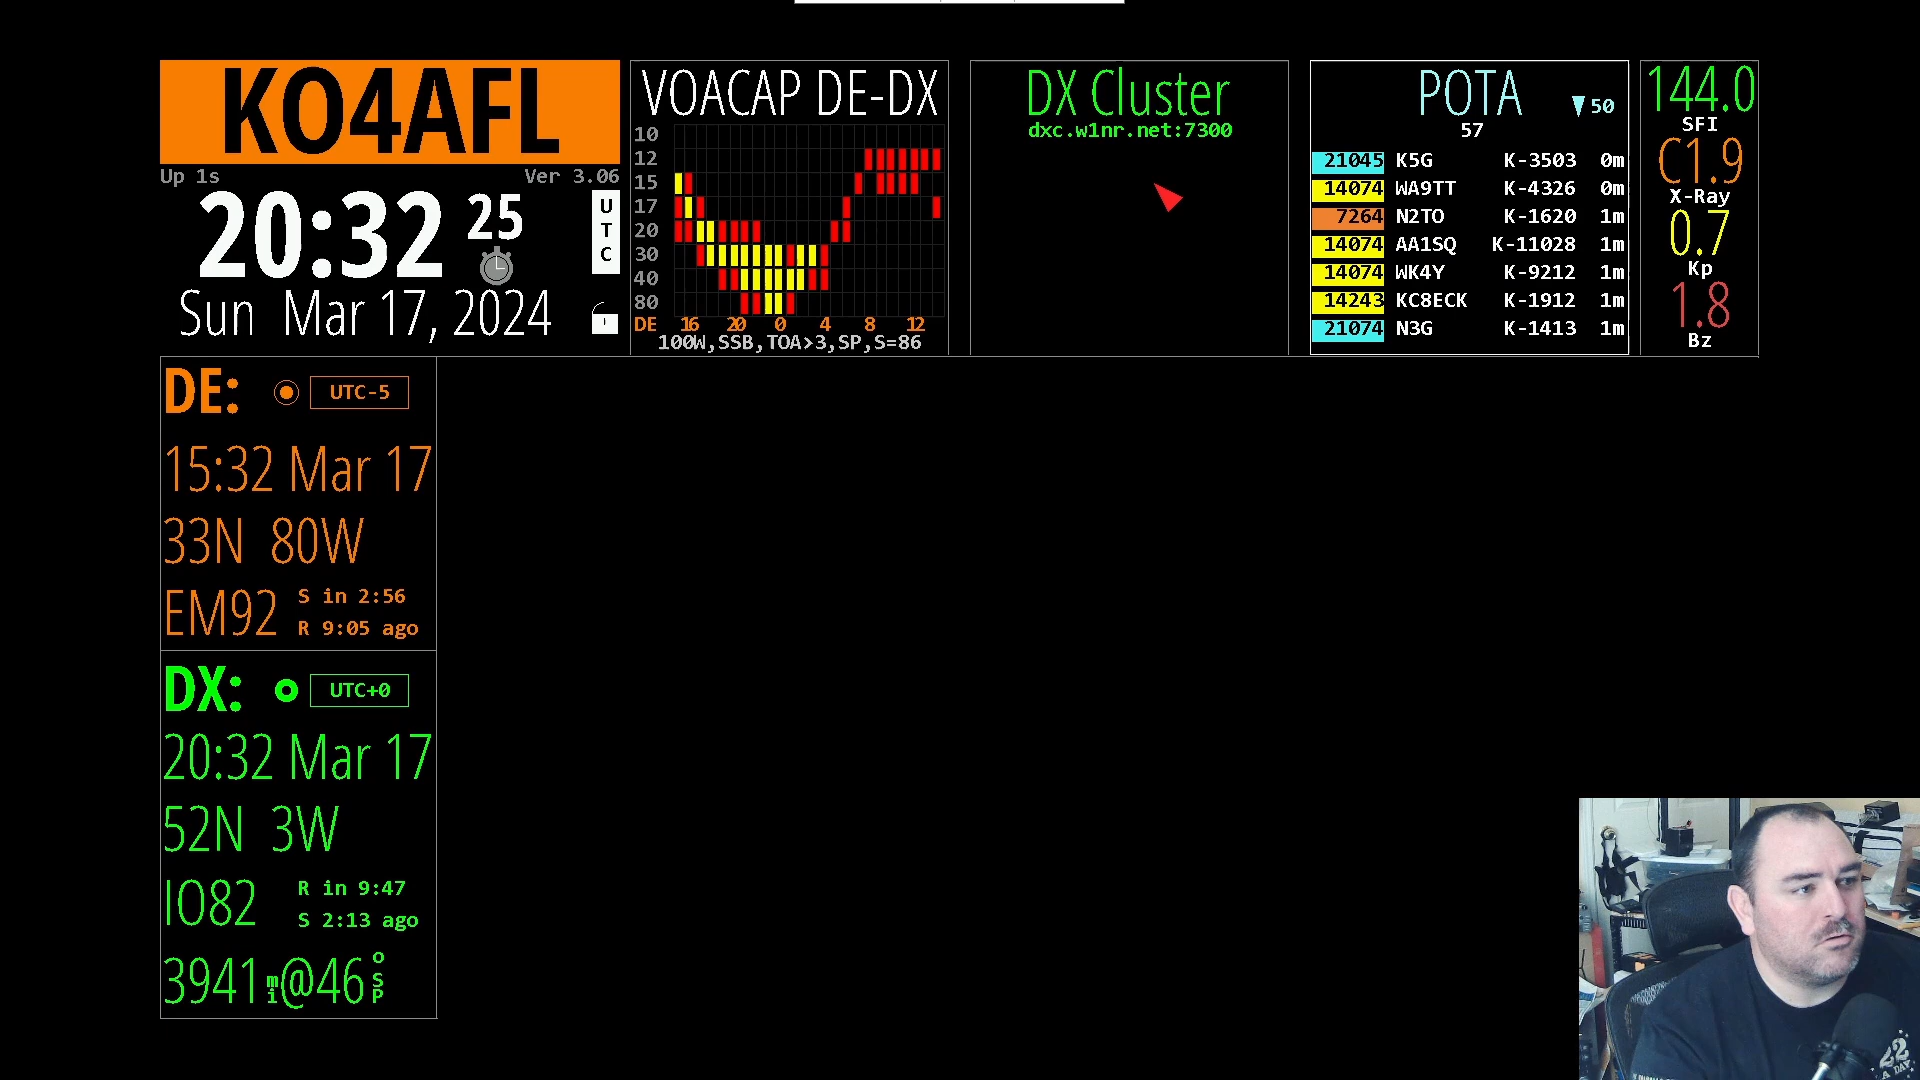 KO4AFL
Up 1s Ver 3.06
20:32 25 UTC
Sun Mar 17, 2024
VOACAP DE-DX
10
12
15
17
20
30
40
80
DE 16 20 0 4 8 12
100W,SSB,TOA>3,SP,S=86
DX Cluster
dxc.w1nr.net:7300
POTA ▼50
57
21045 K5G K-3503 0m
14074 WA9TT K-4326 0m
7264 N2TO K-1620 1m
14074 AA1SQ K-11028 1m
14074 WK4Y K-9212 1m
14243 KC8ECK K-1912 1m
21074 N3G K-1413 1m
144.0
SFI
C1.9
X-Ray
0.7
Kp
1.8
Bz
DE: UTC-5
15:32 Mar 17
33N 80W
EM92 S in 2:56
R 9:05 ago
DX: UTC+0
20:32 Mar 17
52N 3W
IO82 R in 9:47
S 2:13 ago
3941mi@46° SP
22
A DAY